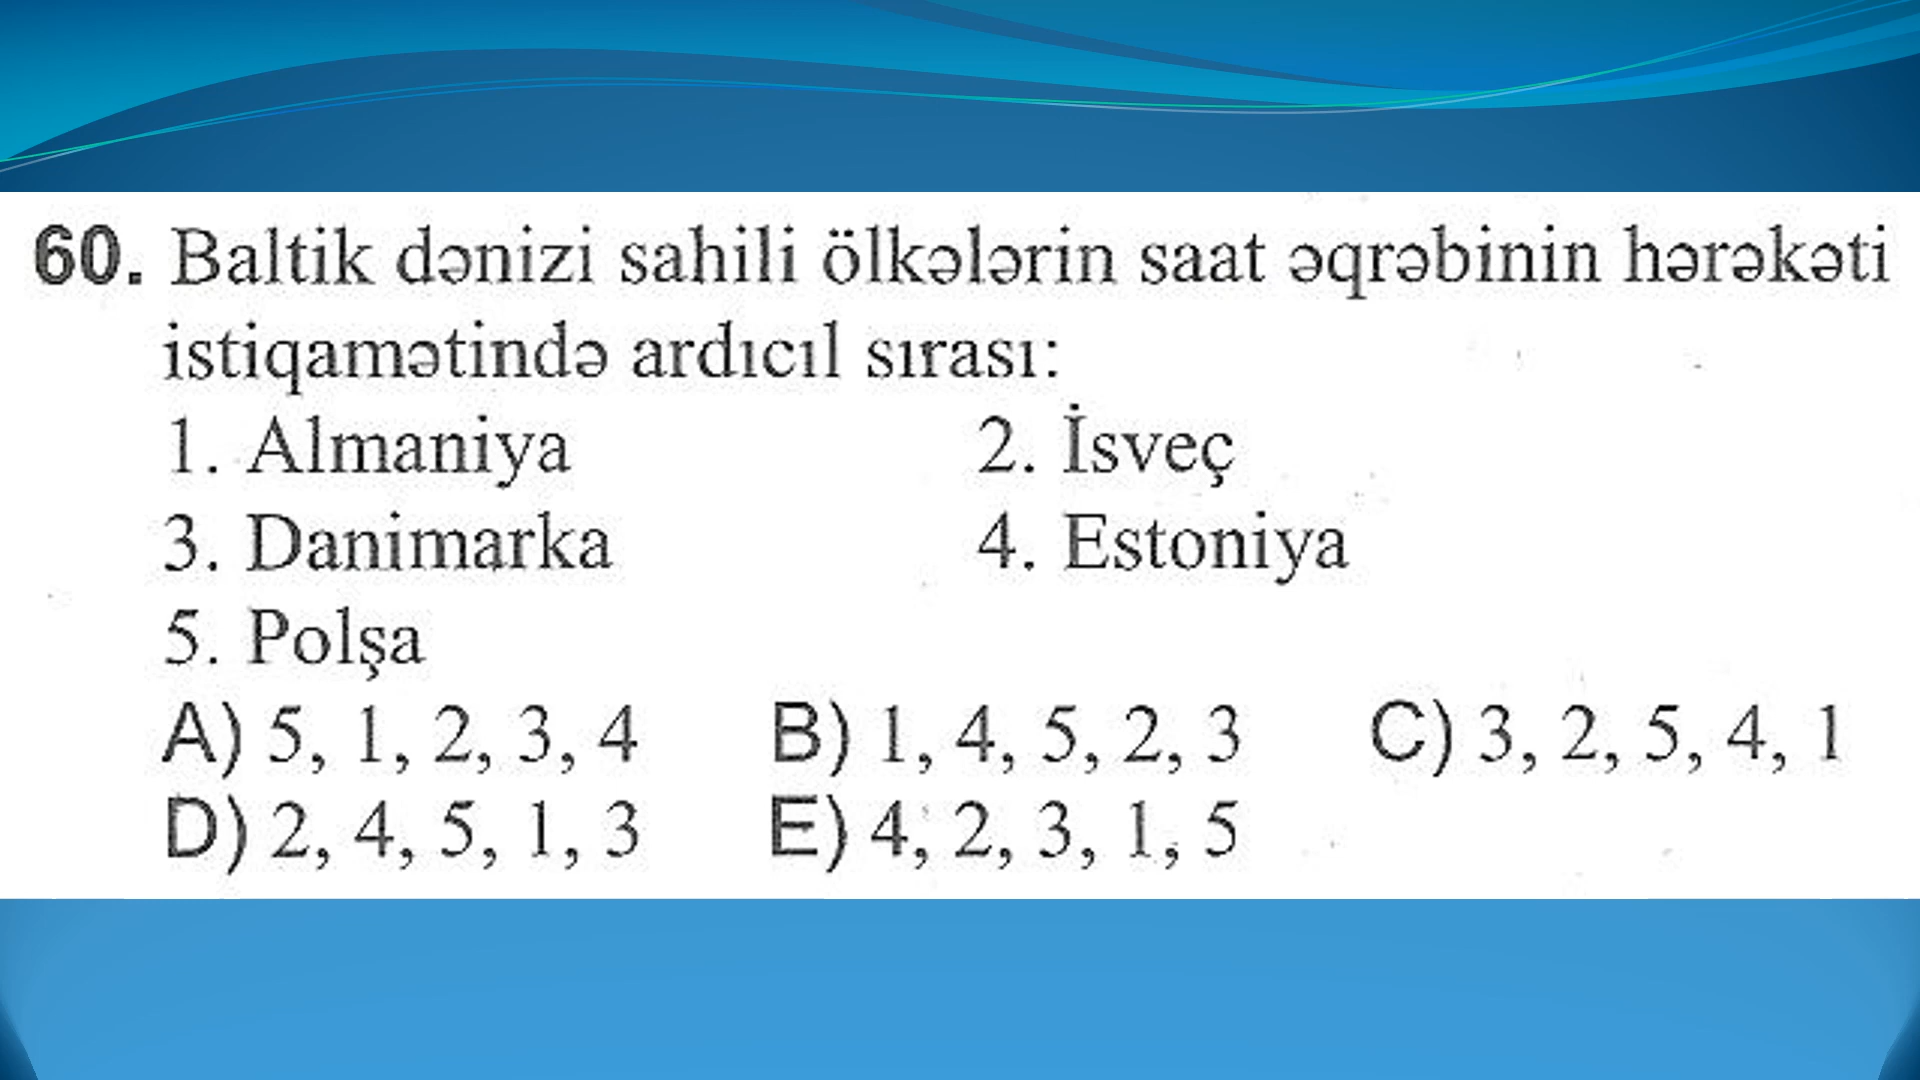 60. Baltik dənizi sahili ölkələrin saat əqrəbinin hərəkəti
istiqamətində ardıcıl sırası:
1. Almaniya 2. İsveç
3. Danimarka 4. Estoniya
5. Polşa
A) 5, 1, 2, 3, 4 B) 1, 4, 5, 2, 3 C) 3, 2, 5, 4, 1
D) 2, 4, 5, 1, 3 E) 4, 2, 3, 1, 5